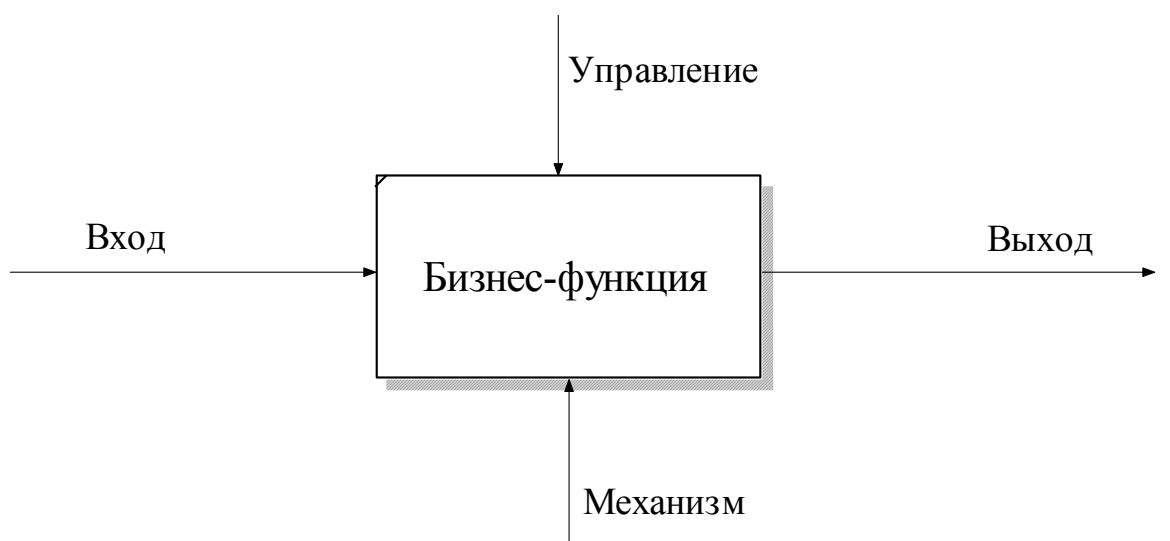 Управление
Вход
Бизнес-функция
Выход
Механизм